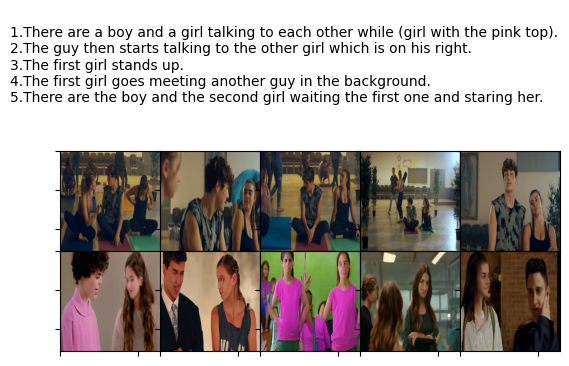 1.There are a boy and a girl talking to each other while (girl with the pink top).
2.The guy then starts talking to the other girl which is on his right.
3.The first girl stands up.
4.The first girl goes meeting another guy in the background.
5.There are the boy and the second girl waiting the first one and staring her.